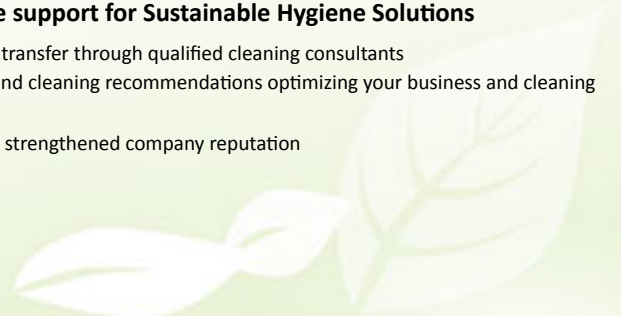 e support for Sustainable Hygiene Solutions
transfer through qualified cleaning consultants
nd cleaning recommendations optimizing your business and cleaning
strengthened company reputation